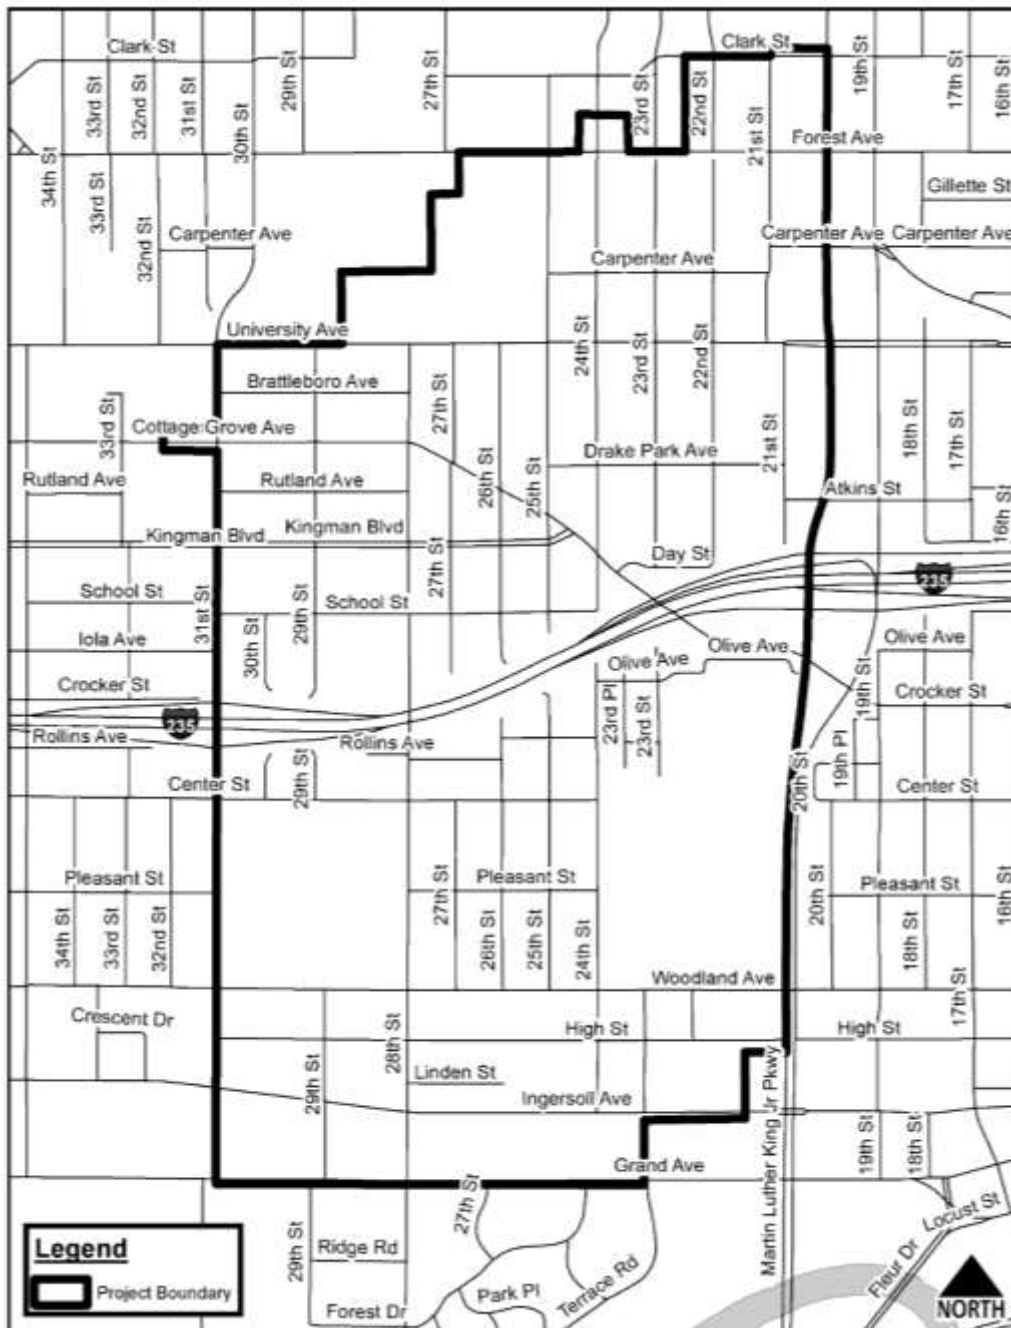 Clark St
Clark St
33rd St
32nd St
31st St
30th St
29th St
27th St
23rd St
22nd St
21st St
19th St
17th St
16th St
Forest Ave
34th St
33rd St
32nd St
Gillette St
Carpenter Ave
Carpenter Ave
Carpenter Ave
Carpenter Ave
University Ave
24th St
23rd St
22nd St
Brattleboro Ave
27th St
33rd St
Cottage Grove Ave
21st St
18th St
17th St
26th St
25th St
Drake Park Ave
Rutland Ave
Rutland Ave
Atkins St
16th St
Kingman Blvd
Kingman Blvd
27th St
Day St
235
School St
31st St
29th St
School St
30th St
Iola Ave
Olive Ave
Olive Ave
Olive Ave
Crocker St
19th St
Crocker St
23rd Pl
23rd St
235
Rollins Ave
Rollins Ave
19th Pl
20th St
Center St
29th St
Center St
Pleasant St
27th St
Pleasant St
20th St
Pleasant St
16th St
34th St
33rd St
32nd St
26th St
25th St
24th St
18th St
Woodland Ave
17th St
Crescent Dr
28th St
High St
High St
29th St
Linden St
Ingersoll Ave
Martin Luther King Jr Pkwy
19th St
18th St
Grand Ave
27th St
Locust St
29th St
Ridge Rd
Fleur Dr
Park Pl
Terrace Rd
Forest Dr
Legend
Project Boundary
NORTH